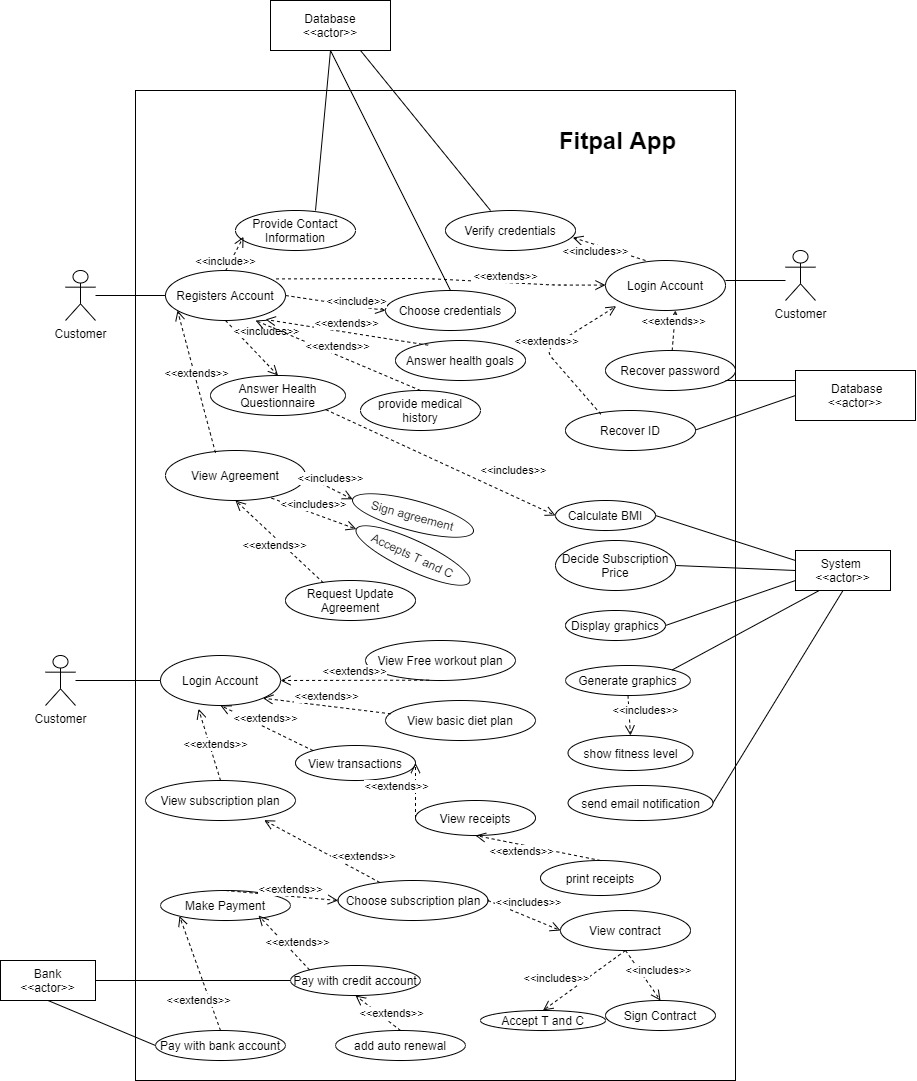 Database
<<actor>>
Fitpal App
Provide Contact
Information
Verify credentials
<<include>>
<<includes>>
Customer
Registers Account
<<extends>>
Login Account
Customer
<<include>>
Choose credentials
<<includes>>
<<extends>>
<<extends>>
<<extends>>
<<extends>>
Answer health goals
Recover password
<<extends>>
Answer Health
Questionnaire
provide medical
history
Database
<<actor>>
Recover ID
View Agreement
<<includes>>
<<includes>>
<<includes>>
Sign agreement
Accepts T and C
Calculate BMI
<<extends>>
Decide Subscription
Price
System
<<actor>>
Request Update
Agreement
Display graphics
Customer
Login Account
View Free workout plan
<<extends>>
Generate graphics
<<extends>>
View basic diet plan
<<includes>>
<<extends>>
<<extends>>
View transactions
show fitness level
<<extends>>
View subscription plan
View receipts
send email notification
<<extends>>
<<extends>>
print receipts
<<extends>>
Make Payment
Choose subscription plan
<<includes>>
View contract
<<extends>>
Bank
<<actor>>
Pay with credit account
<<includes>>
<<includes>>
<<extends>>
<<extends>>
Accept T and C
Sign Contract
Pay with bank account
add auto renewal